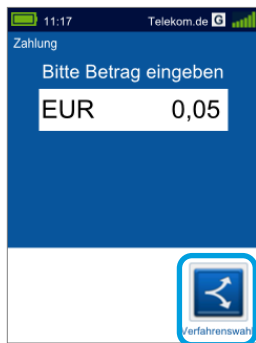 11:17 Telekom.de G
Zahlung
Bitte Betrag eingeben
EUR 0,05
Verfahrenswahl